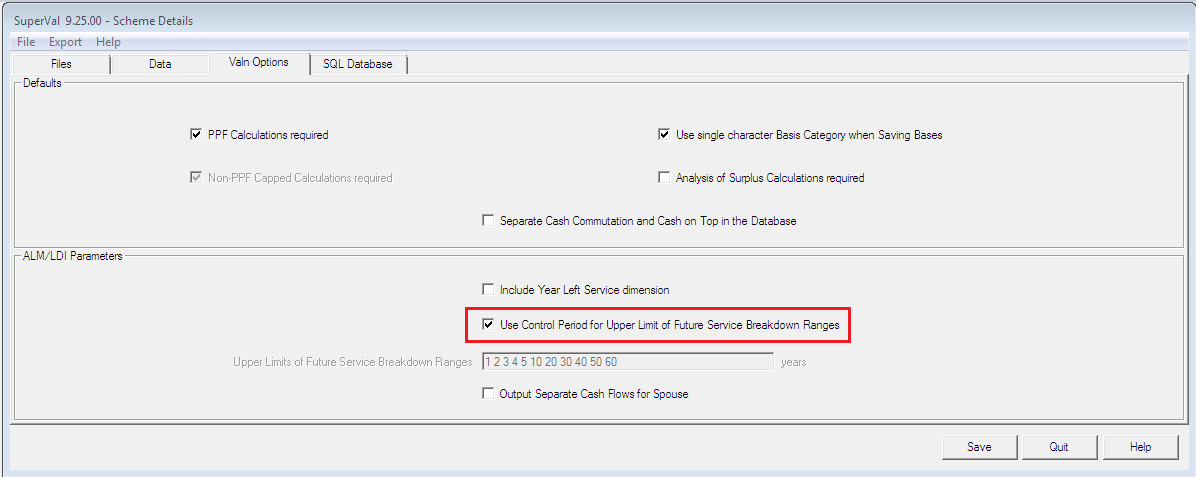 SuperVal 9.25.00 - Scheme Details
File Export Help
Files Data Valn Options SQL Database
Defaults
PPF Calculations required Use single character Basis Category when Saving Bases
Non-PPF Capped Calculations required Analysis of Surplus Calculations required
Separate Cash Commutation and Cash on Top in the Database
ALM/LDI Parameters
Include Year Left Service dimension
Use Control Period for Upper Limit of Future Service Breakdown Ranges
Upper Limits of Future Service Breakdown Ranges 1 2 3 4 5 10 20 30 40 50 60 years
Output Separate Cash Flows for Spouse
Save Quit Help